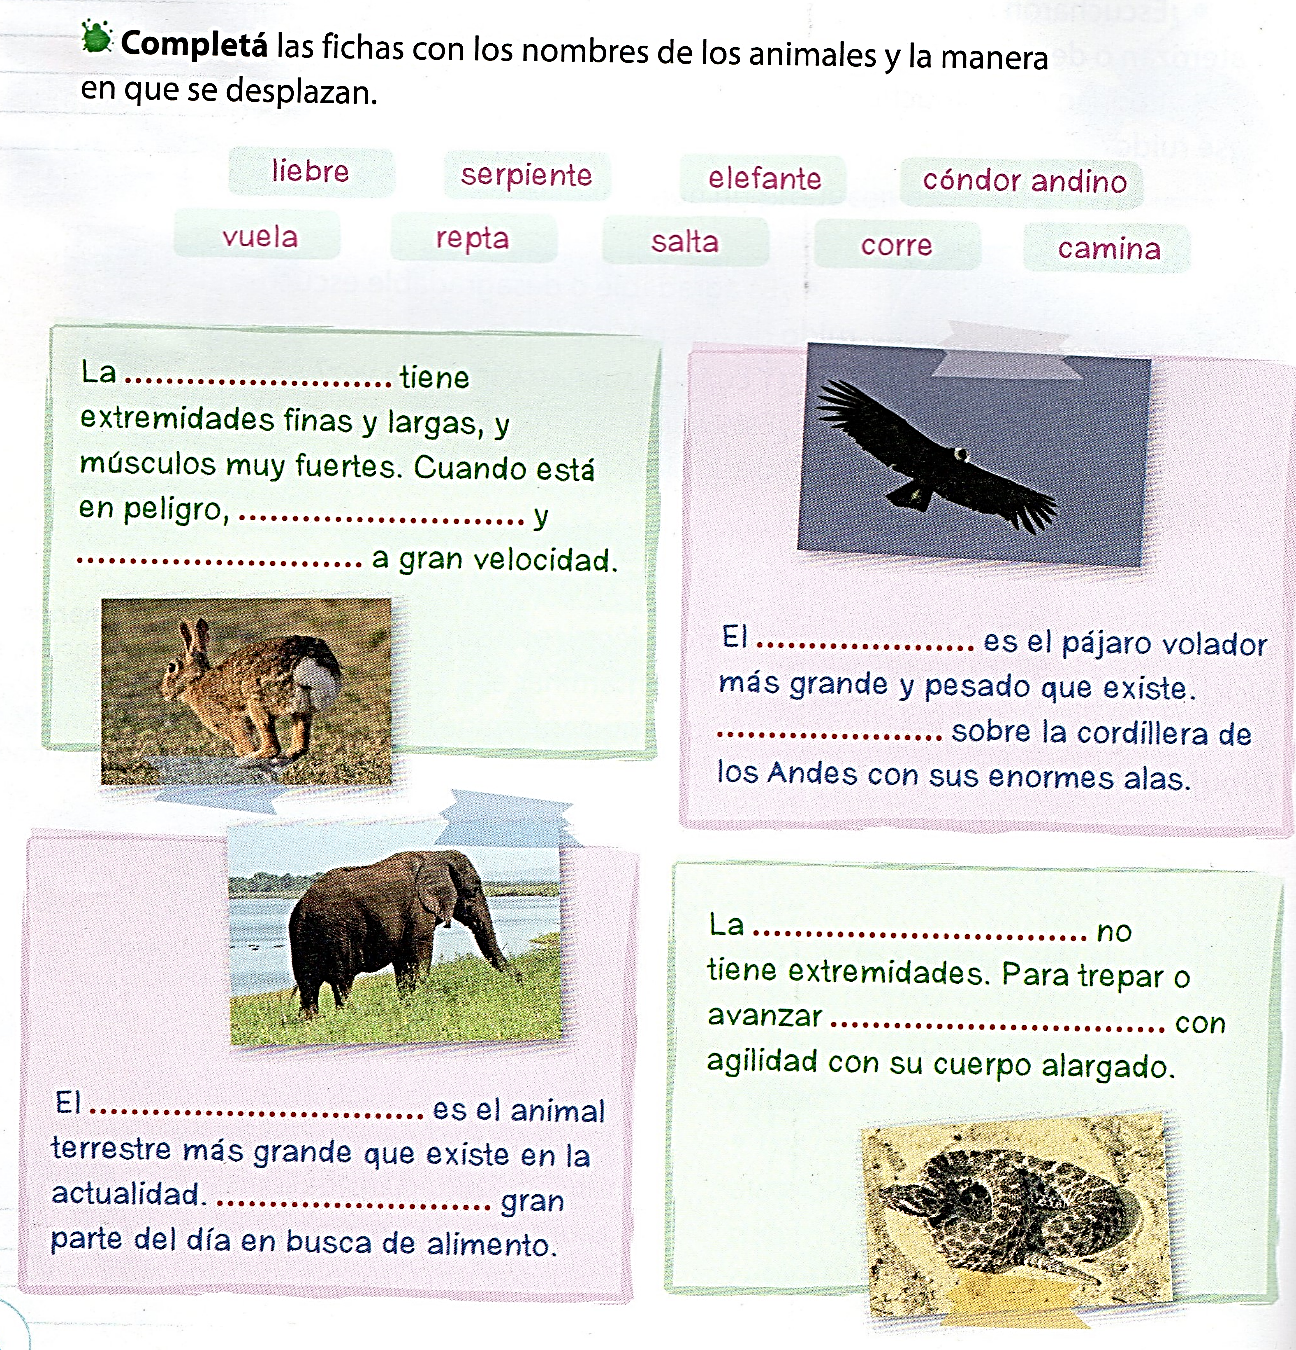 Completá las fichas con los nombres de los animales y la manera
en que se desplazan.
liebre serpiente elefante cóndor andino
vuela repta salta corre camina
La .......................... tiene
extremidades finas y largas, y
músculos muy fuertes. Cuando está
en peligro, ............................ y
............................ a gran velocidad.
El ..................... es el pájaro volador
más grande y pesado que existe.
...................... sobre la cordillera de
los Andes con sus enormes alas.
El ................................. es el animal
terrestre más grande que existe en la
actualidad. ........................... gran
parte del día en busca de alimento.
La ................................. no
tiene extremidades. Para trepar o
avanzar ................................. con
agilidad con su cuerpo alargado.